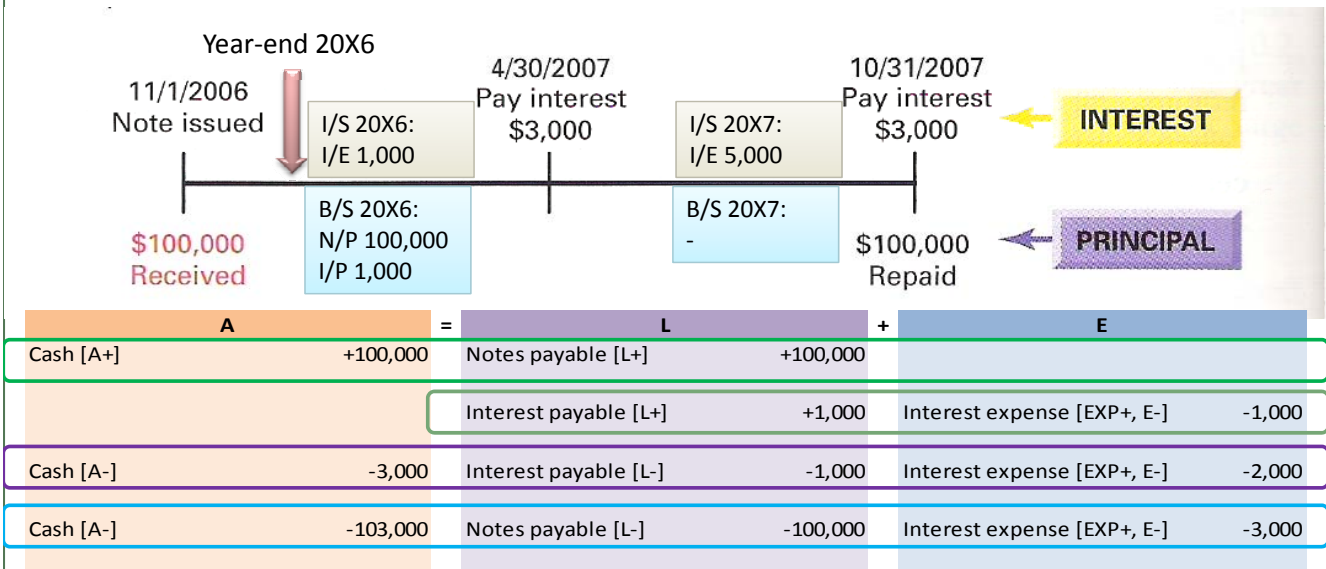 Year-end 20X6
11/1/2006
Note issued
I/S 20X6:
I/E 1,000
4/30/2007
Pay interest
$3,000
I/S 20X7:
I/E 5,000
10/31/2007
Pay interest
$3,000
INTEREST
$100,000
Received
B/S 20X6:
N/P 100,000
I/P 1,000
B/S 20X7:
-
$100,000
Repaid
PRINCIPAL
A = L + E
Cash [A+] +100,000 Notes payable [L+] +100,000
Interest payable [L+] +1,000 Interest expense [EXP+, E-] -1,000
Cash [A-] -3,000 Interest payable [L-] -1,000 Interest expense [EXP+, E-] -2,000
Cash [A-] -103,000 Notes payable [L-] -100,000 Interest expense [EXP+, E-] -3,000